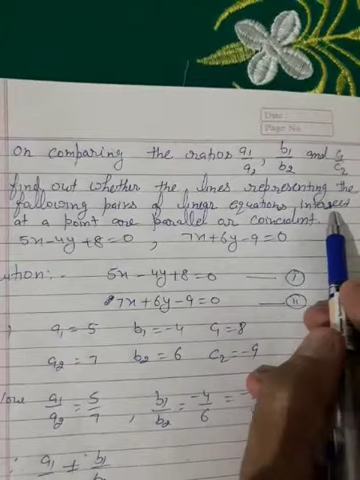 Date
Page No.
On comparing the ratios a₁/a₂, b₁/b₂ and c₁/c₂
find out whether the lines representing the
following pairs of linear equations, intersect
at a point are parallel or coincident.
5x-4y+8=0, 7x+6y-9=0
ution:- 5x-4y+8=0 — (I)
7x+6y-9=0 — (II)
a₁=5 b₁=-4 c₁=8
a₂=7 b₂=6 c₂=-9
a₁/a₂ = 5/7, b₁/b₂ = -4/6 =
∴ a₁ ≠ b₁